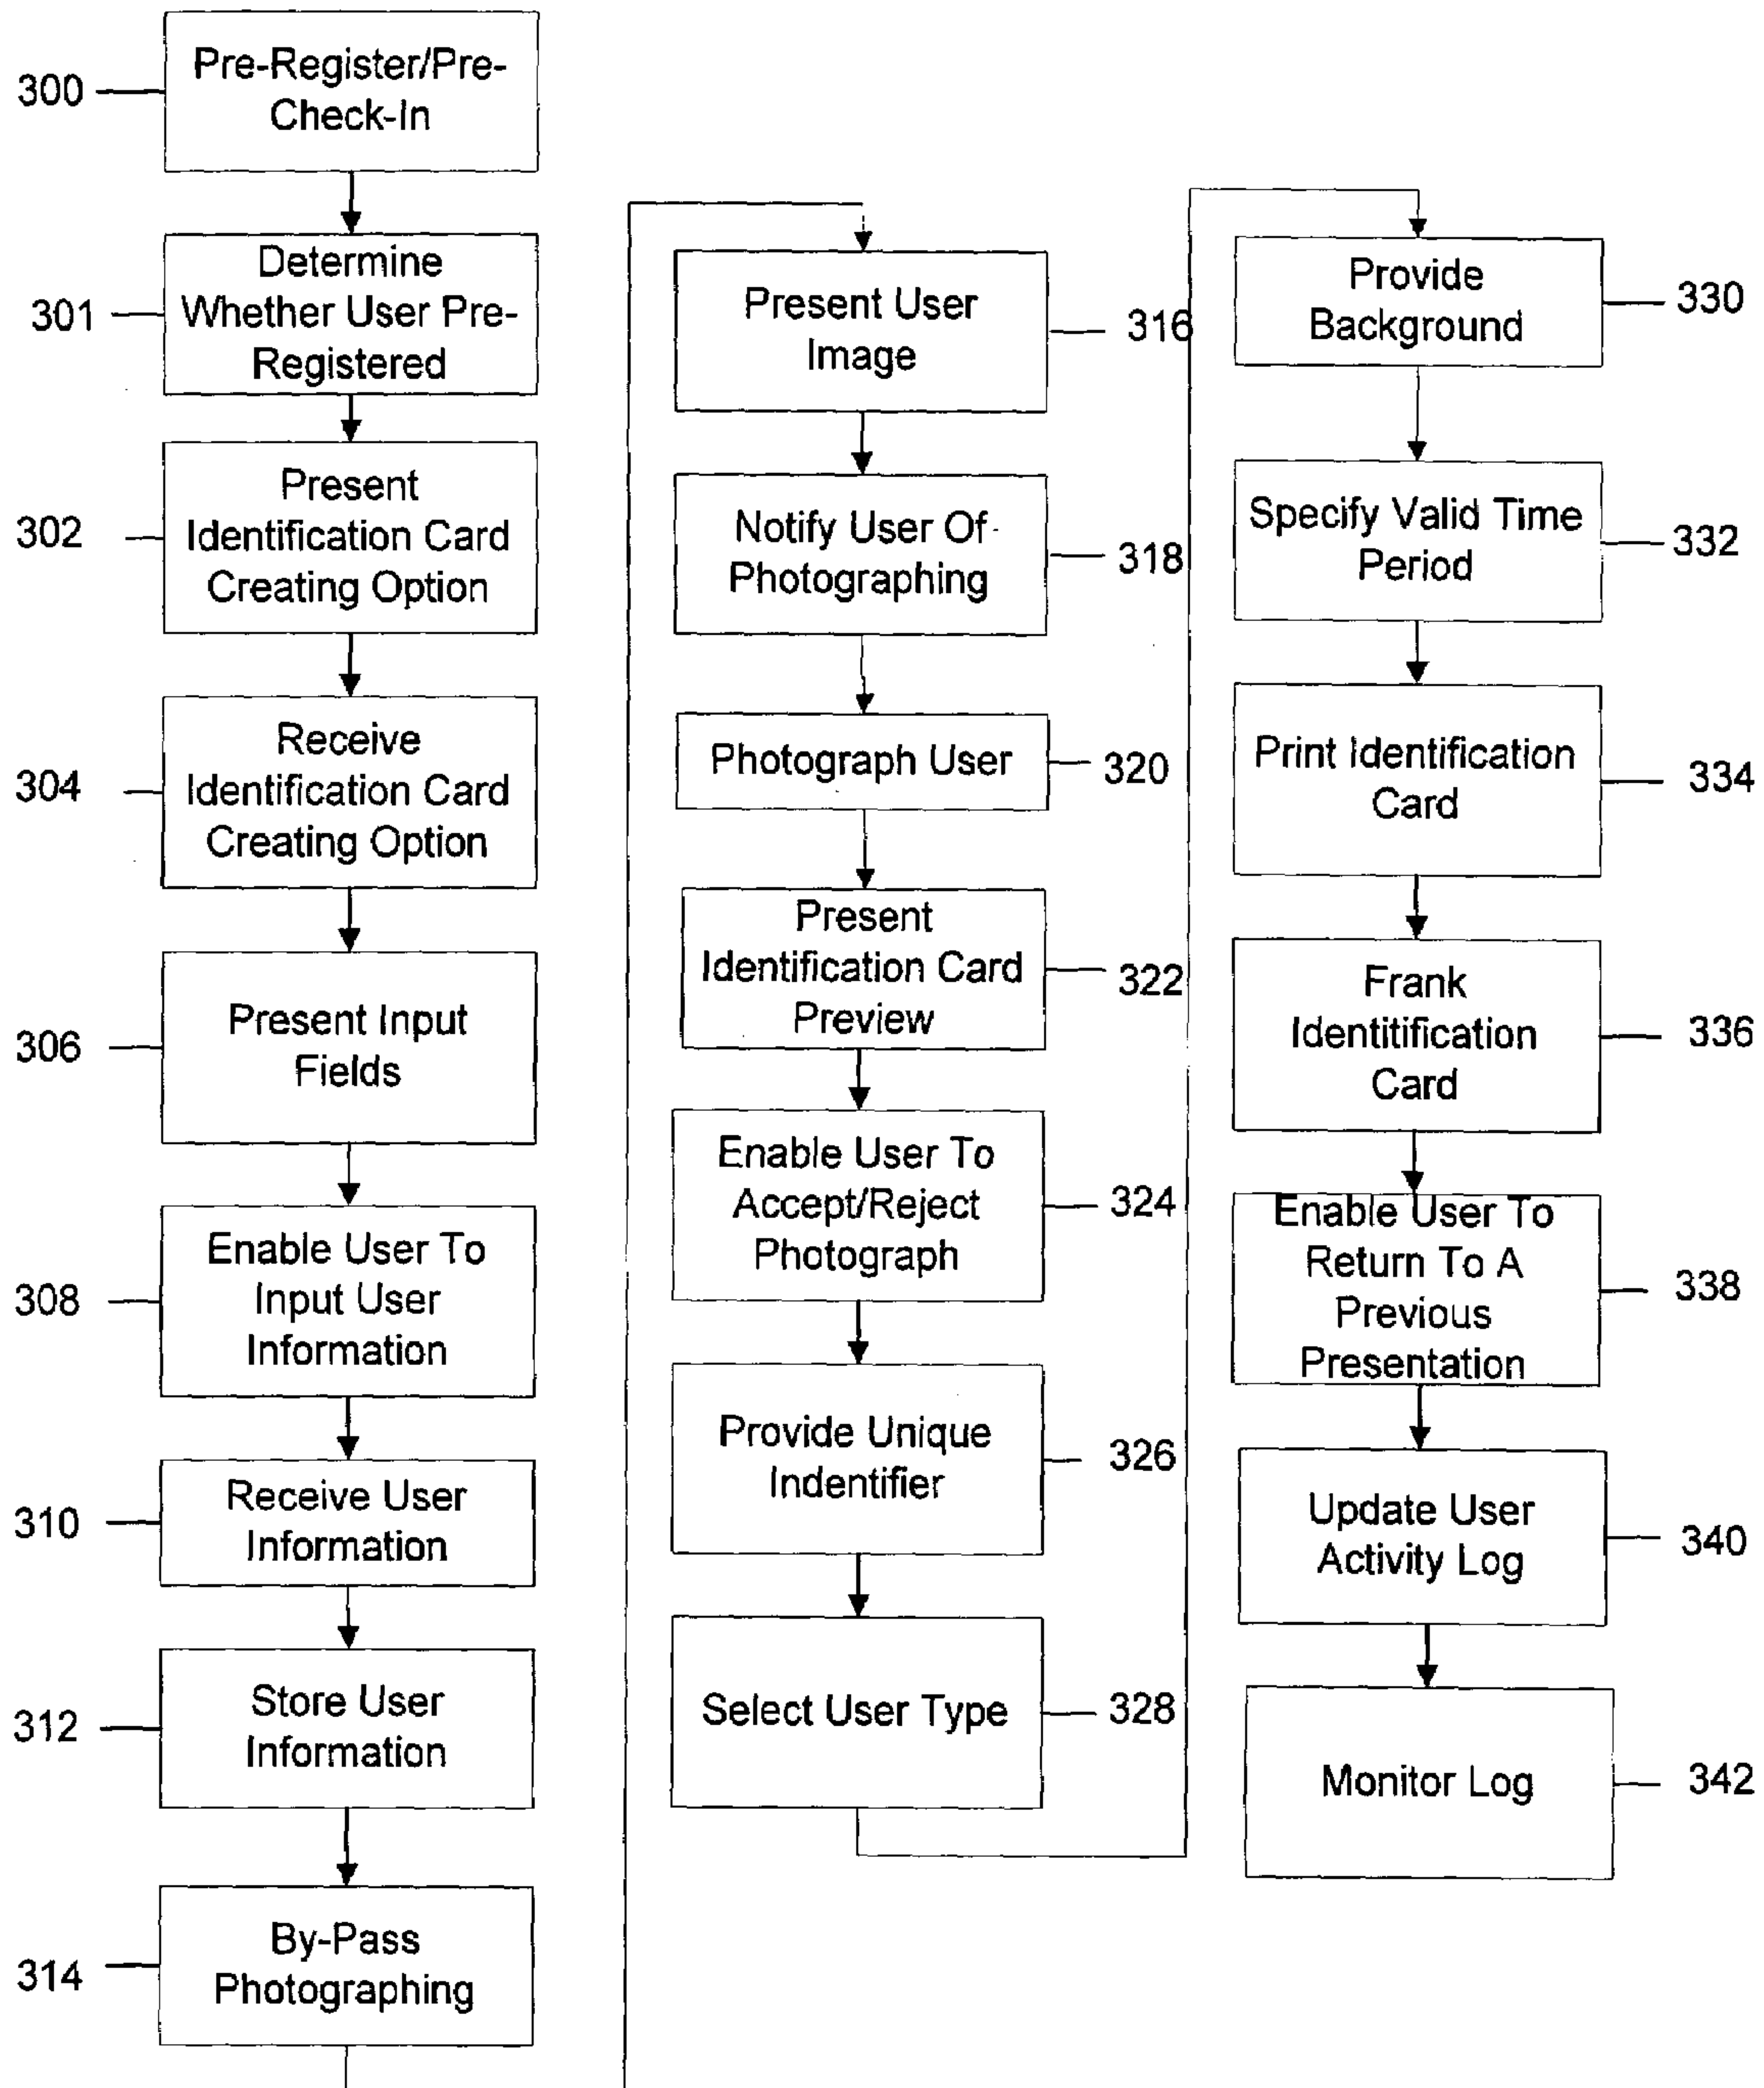 300
Pre-Register/Pre-
Check-In
301
Determine
Whether User Pre-
Registered
302
Present
Identification Card
Creating Option
304
Receive
Identification Card
Creating Option
306
Present Input
Fields
308
Enable User To
Input User
Information
310
Receive User
Information
312
Store User
Information
314
By-Pass
Photographing
Present User
Image
316
Notify User Of
Photographing
318
Photograph User
320
Present
Identification Card
Preview
322
Enable User To
Accept/Reject
Photograph
324
Provide Unique
Indentifier
326
Select User Type
328
Provide
Background
330
Specify Valid Time
Period
332
Print Identification
Card
334
Frank
Identitification
Card
336
Enable User To
Return To A
Previous
Presentation
338
Update User
Activity Log
340
Monitor Log
342